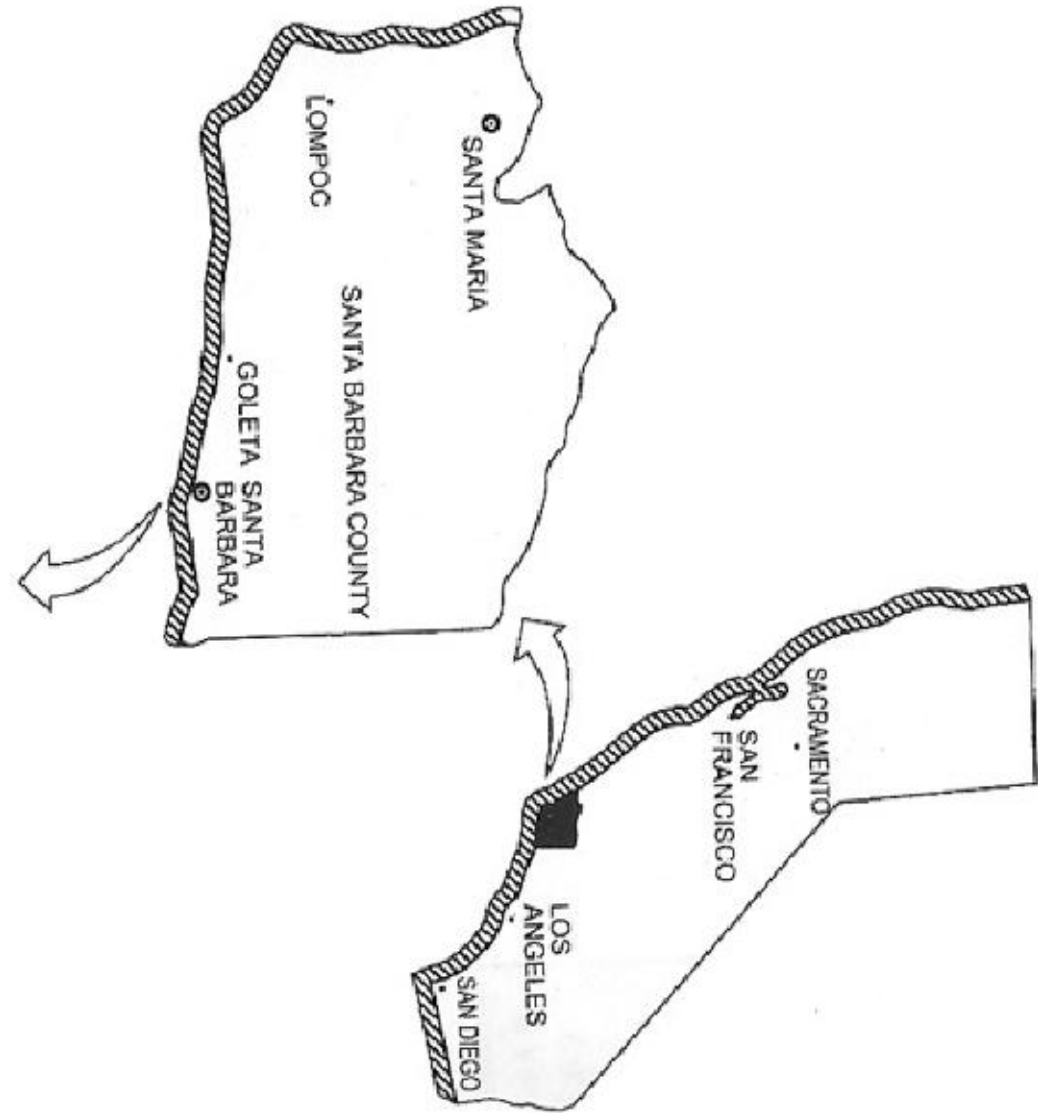 SACRAMENTO
SAN
FRANCISCO
LOS
ANGELES
SAN DIEGO
SANTA MARIA
LOMPOC
SANTA BARBARA COUNTY
GOLETA SANTA
BARBARA